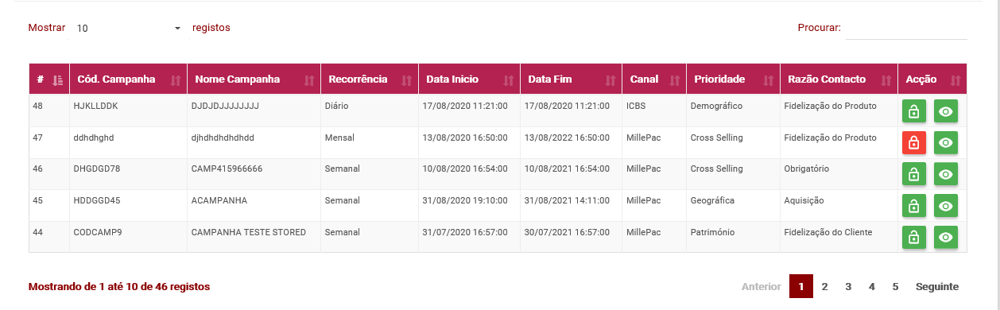 Mostrar 10 registos Procurar:
# Cód. Campanha Nome Campanha Recorrência Data Inicio Data Fim Canal Prioridade Razão Contacto Acção
48 HJKLLDDK DJDJDJJJJJJJJ Diário 17/08/2020 11:21:00 17/08/2020 11:21:00 ICBS Demográfico Fidelização do Produto
47 ddhdhghd djhdhdhdhdhdd Mensal 13/08/2020 16:50:00 13/08/2022 16:50:00 MillePac Cross Selling Fidelização do Produto
46 DHGDGD78 CAMP415966666 Semanal 10/08/2020 16:54:00 10/08/2021 16:54:00 MillePac Cross Selling Obrigatório
45 HDDGGD45 ACAMPANHA Semanal 31/08/2020 19:10:00 31/08/2021 14:11:00 MillePac Geográfica Aquisição
44 CODCAMP9 CAMPANHA TESTE STORED Semanal 31/07/2020 16:57:00 30/07/2021 16:57:00 MillePac Património Fidelização do Cliente
Mostrando de 1 até 10 de 46 registos Anterior 1 2 3 4 5 Seguinte